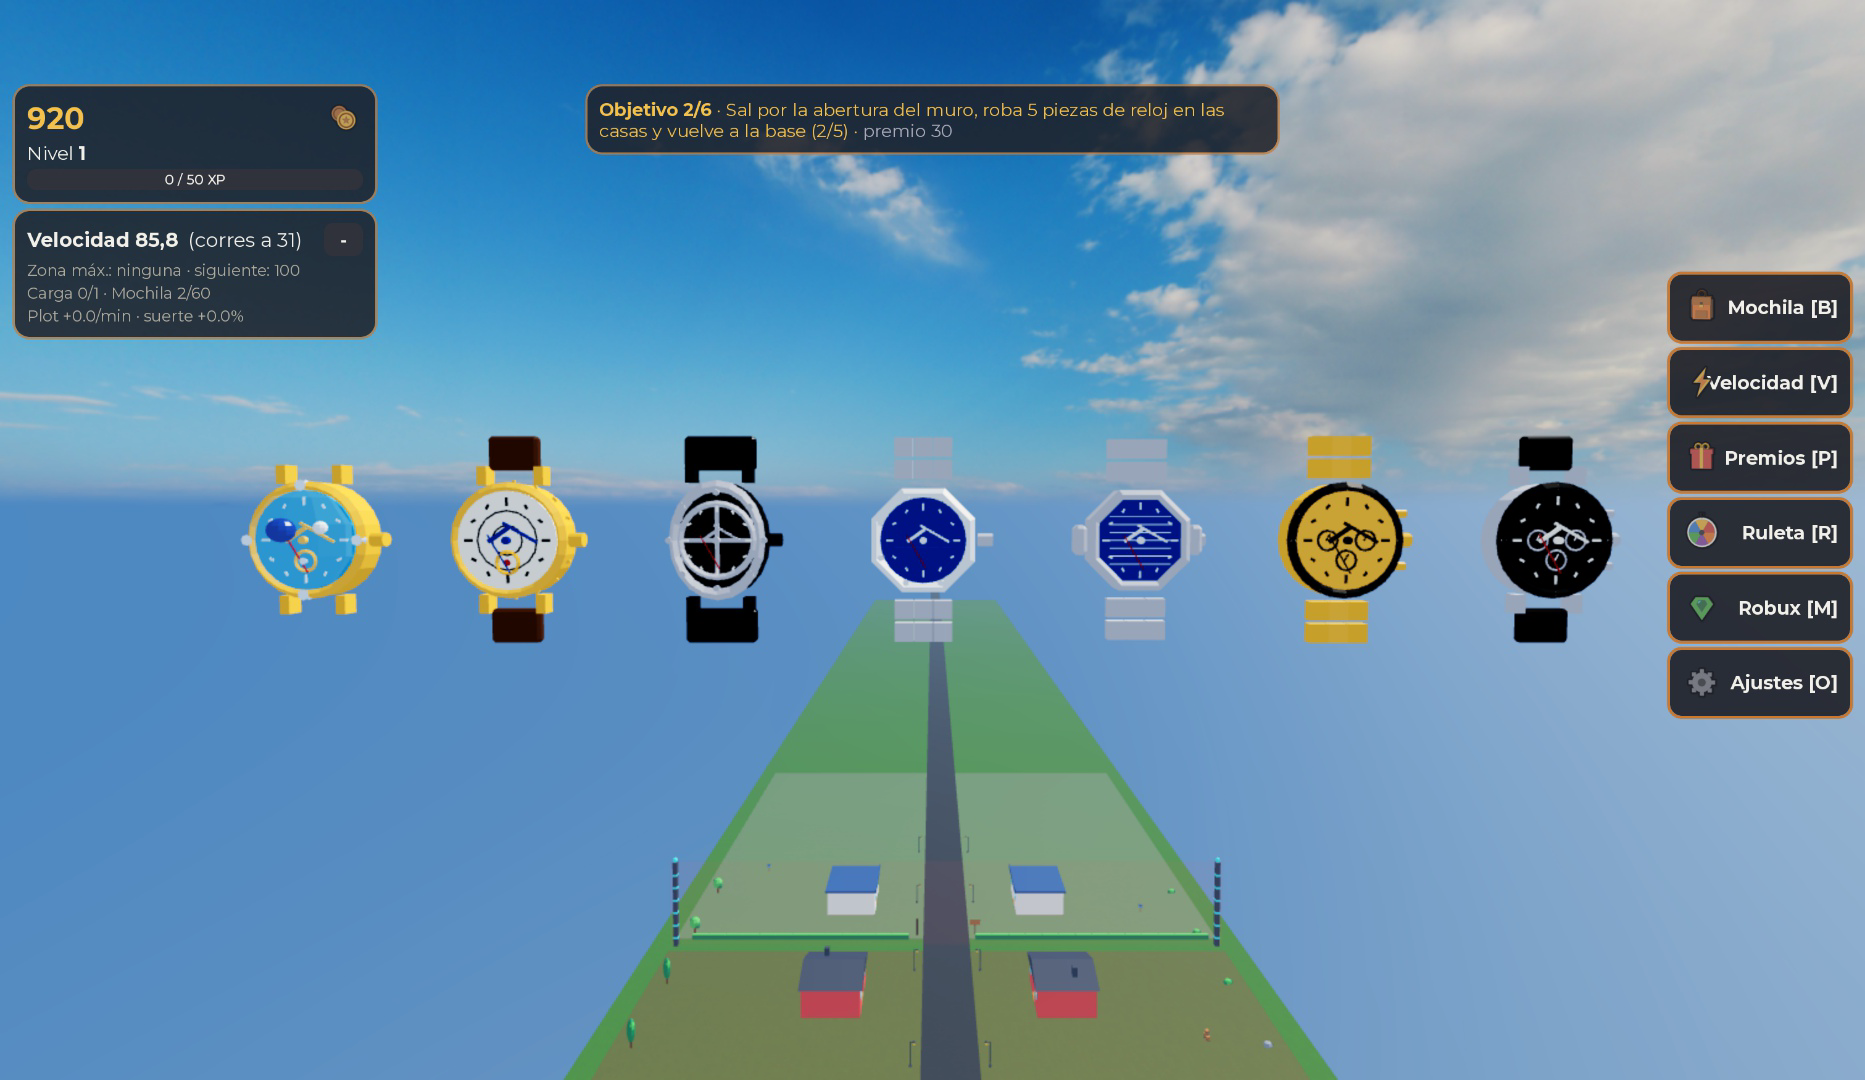 920
Nivel 1
0 / 50 XP
Velocidad 85,8 (corres a 31) -
Zona máx.: ninguna · siguiente: 100
Carga 0/1 · Mochila 2/60
Plot +0.0/min · suerte +0.0%
Objetivo 2/6 · Sal por la abertura del muro, roba 5 piezas de reloj en las
casas y vuelve a la base (2/5) · premio 30
Mochila [B]
Velocidad [V]
Premios [P]
Ruleta [R]
Robux [M]
Ajustes [O]